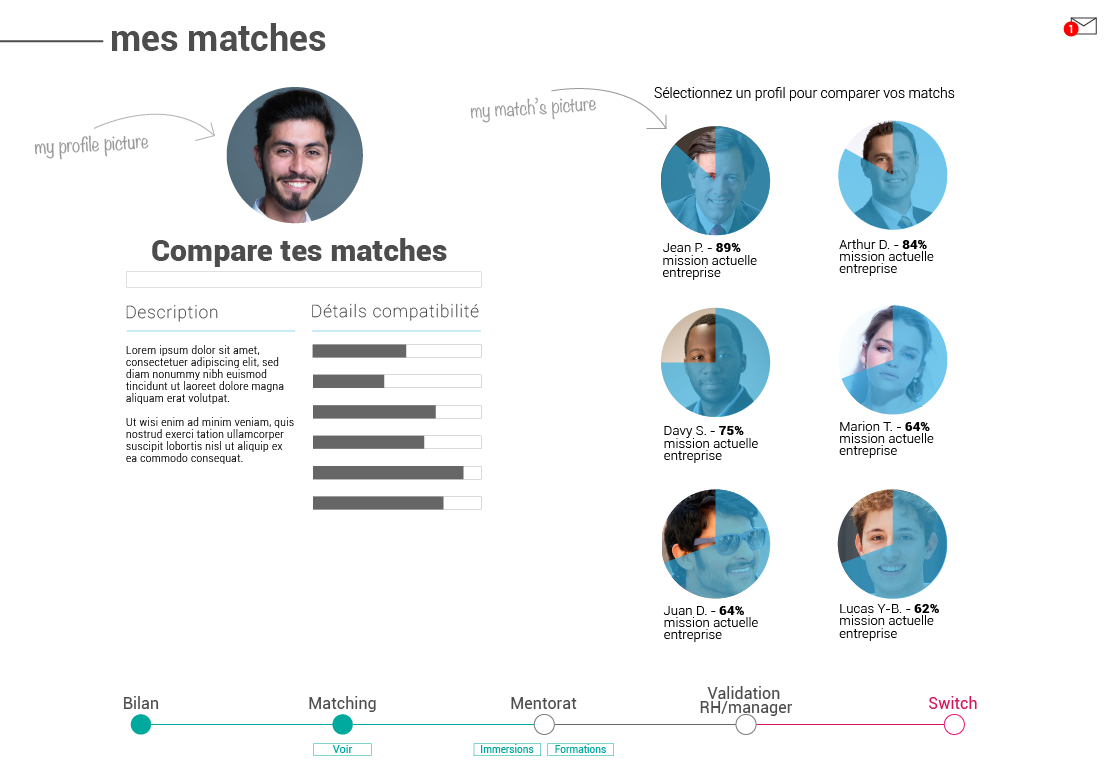 mes matches
1
my profile picture
my match's picture
Sélectionnez un profil pour comparer vos matchs
Compare tes matches
Description
Détails compatibilité
Lorem ipsum dolor sit amet,
consectetuer adipiscing elit, sed
diam nonummy nibh euismod
tincidunt ut laoreet dolore magna
aliquam erat volutpat.
Ut wisi enim ad minim veniam, quis
nostrud exerci tation ullamcorper
suscipit lobortis nisl ut aliquip ex
ea commodo consequat.
Jean P. - 89%
mission actuelle
entreprise
Arthur D. - 84%
mission actuelle
entreprise
Davy S. - 75%
mission actuelle
entreprise
Marion T. - 64%
mission actuelle
entreprise
Juan D. - 64%
mission actuelle
entreprise
Lucas Y-B. - 62%
mission actuelle
entreprise
Bilan
Matching
Mentorat
Validation
RH/manager
Switch
Voir
Immersions
Formations